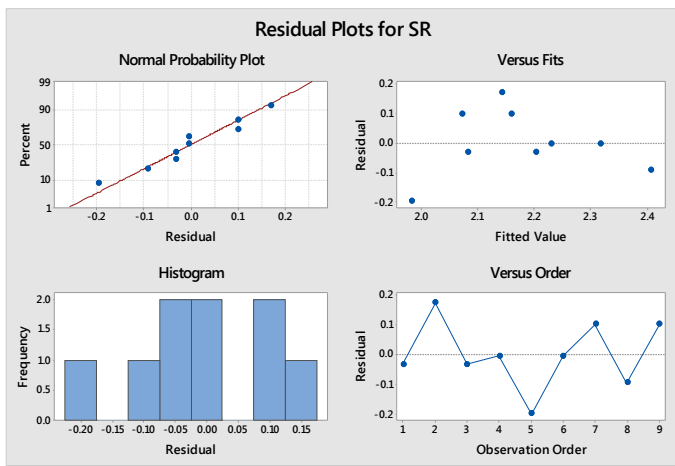 Residual Plots for SR
Normal Probability Plot
99
90
50
10
1
Percent
-0.2 -0.1 0.0 0.1 0.2
Residual
Versus Fits
0.2
0.1
0.0
-0.1
-0.2
Residual
2.0 2.1 2.2 2.3 2.4
Fitted Value
Histogram
2.0
1.5
1.0
0.5
0.0
Frequency
-0.20 -0.15 -0.10 -0.05 0.00 0.05 0.10 0.15
Residual
Versus Order
0.2
0.1
0.0
-0.1
-0.2
Residual
1 2 3 4 5 6 7 8 9
Observation Order